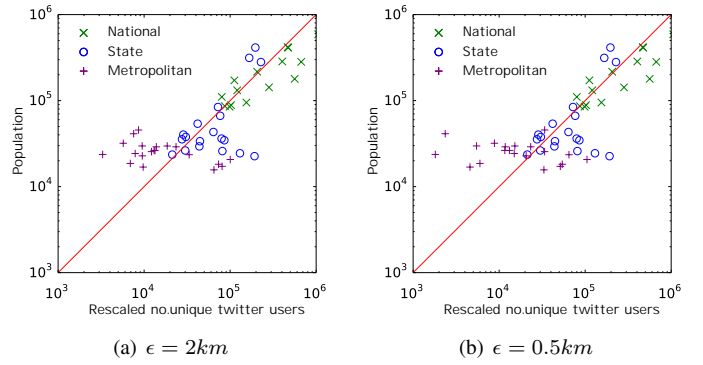 National
State
Metropolitan
Population
10^6
10^5
10^4
10^3
10^3 10^4 10^5 10^6
Rescaled no.unique twitter users
(a) ϵ = 2km
National
State
Metropolitan
Population
10^6
10^5
10^4
10^3
10^3 10^4 10^5 10^6
Rescaled no.unique twitter users
(b) ϵ = 0.5km